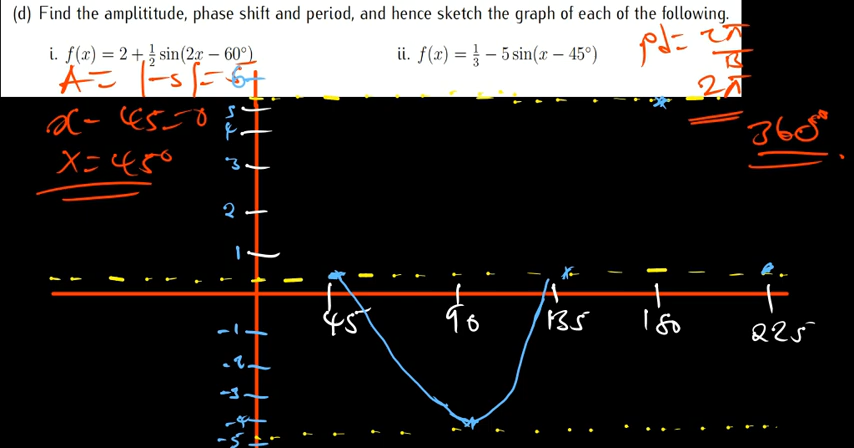 (d) Find the amplititude, phase shift and period, and hence sketch the graph of each of the following.
i. f(x) = 2 + 1/2 sin(2x − 60°)
ii. f(x) = 1/3 − 5 sin(x − 45°)
A = |-5| = 5
pd = 2π
2π
x - 45 = 0
x = 45°
360°
6
5
4
3
2
1
-1
-2
-3
-4
-5
45 90 135 180 225